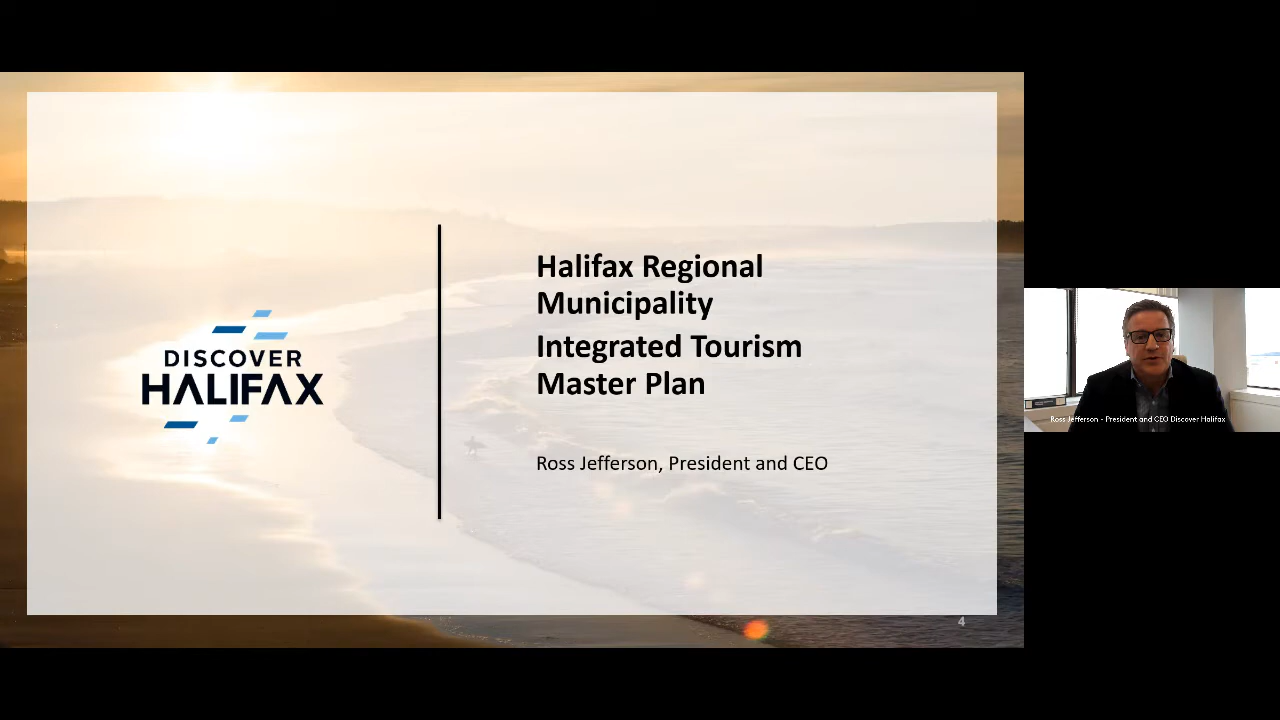 DISCOVER
HALIFAX
Halifax Regional
Municipality
Integrated Tourism
Master Plan
Ross Jefferson, President and CEO
4
Ross Jefferson - President and CEO Discover Halifax